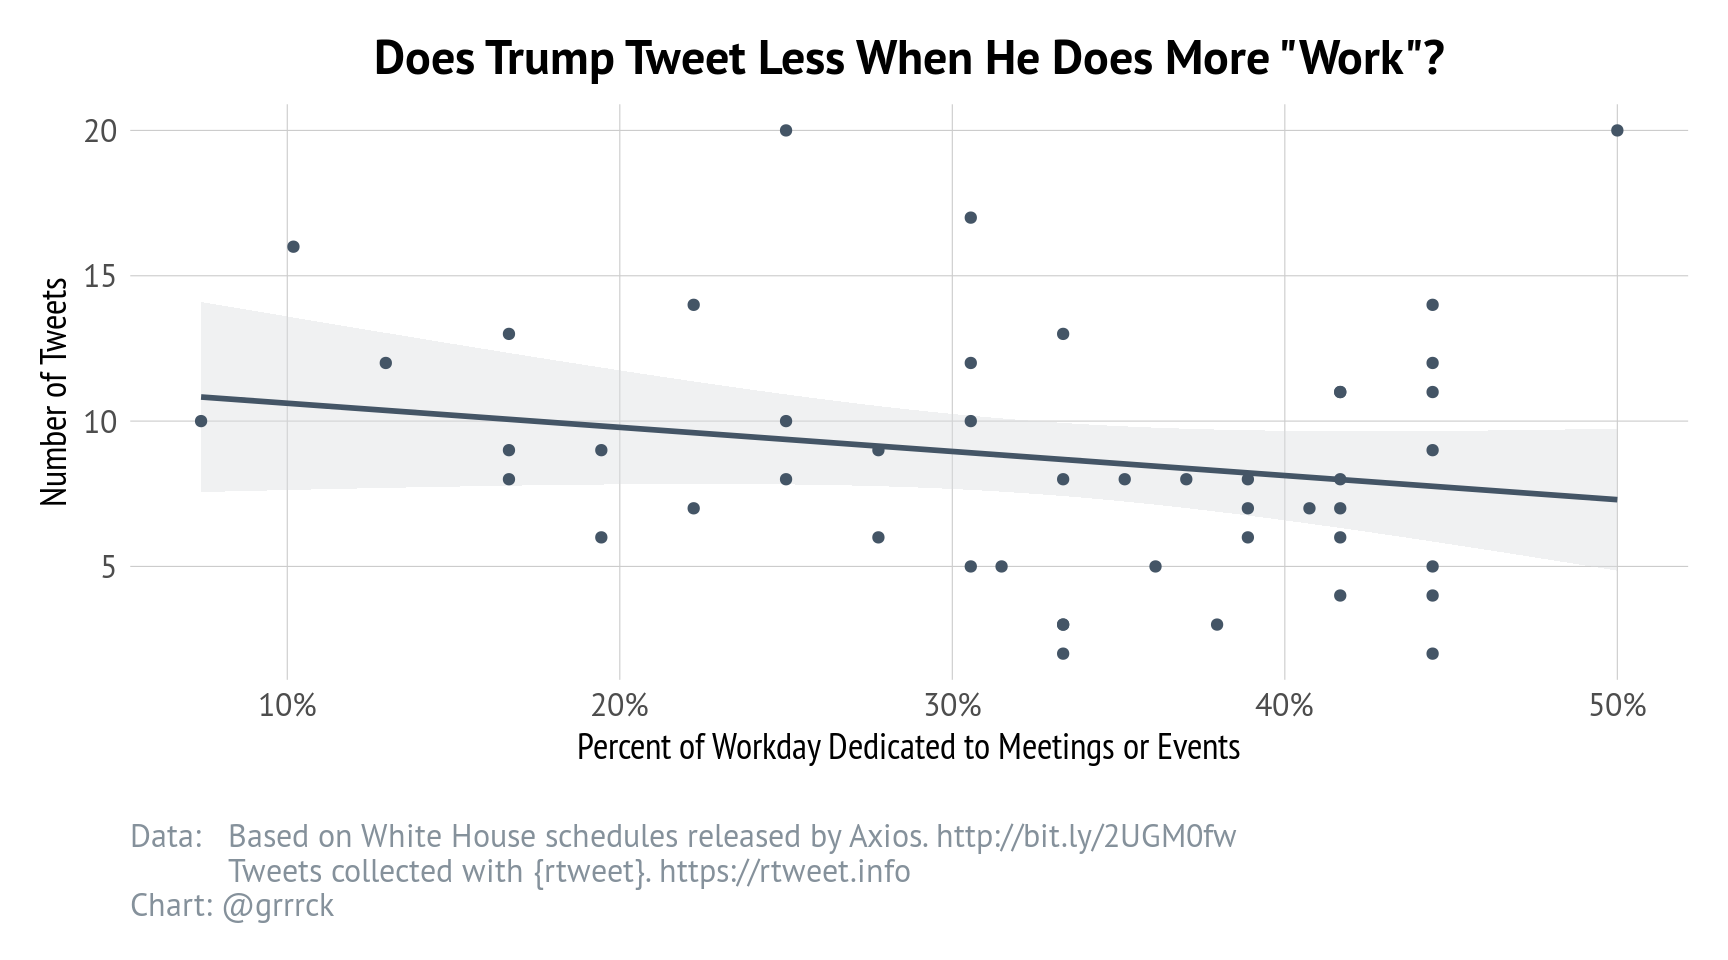 Does Trump Tweet Less When He Does More "Work"?
20
15
10
5
Number of Tweets
10% 20% 30% 40% 50%
Percent of Workday Dedicated to Meetings or Events
Data: Based on White House schedules released by Axios. http://bit.ly/2UGM0fw
Tweets collected with {rtweet}. https://rtweet.info
Chart: @grrrck